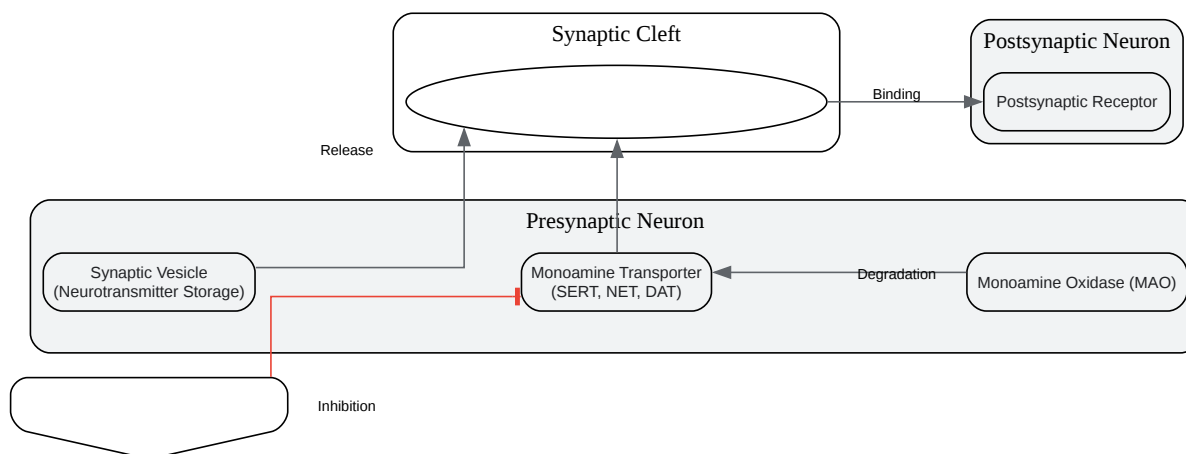 Synaptic Cleft
Postsynaptic Neuron
Binding
Postsynaptic Receptor
Release
Presynaptic Neuron
Synaptic Vesicle
(Neurotransmitter Storage)
Monoamine Transporter
(SERT, NET, DAT)
Degradation
Monoamine Oxidase (MAO)
Inhibition